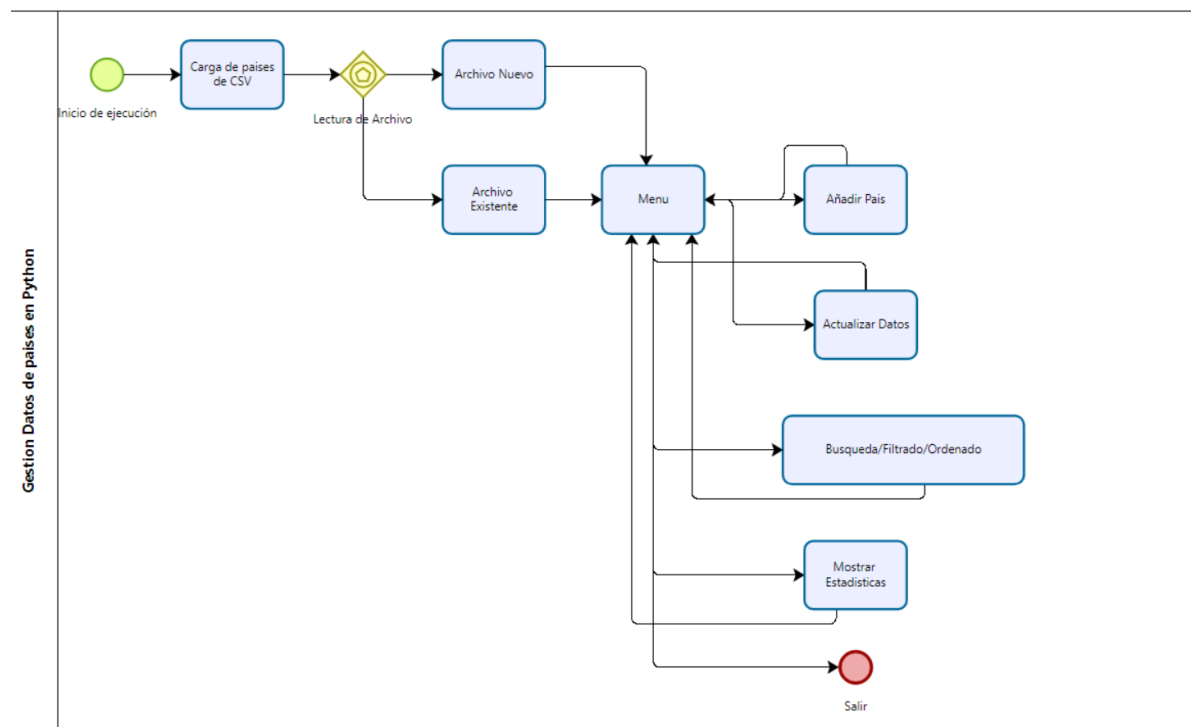 Gestion Datos de paises en Python
Carga de paises
de CSV
Archivo Nuevo
Inicio de ejecución
Lectura de Archivo
Archivo
Existente
Menu
Añadir Pais
Actualizar Datos
Busqueda/Filtrado/Ordenado
Mostrar
Estadisticas
Salir